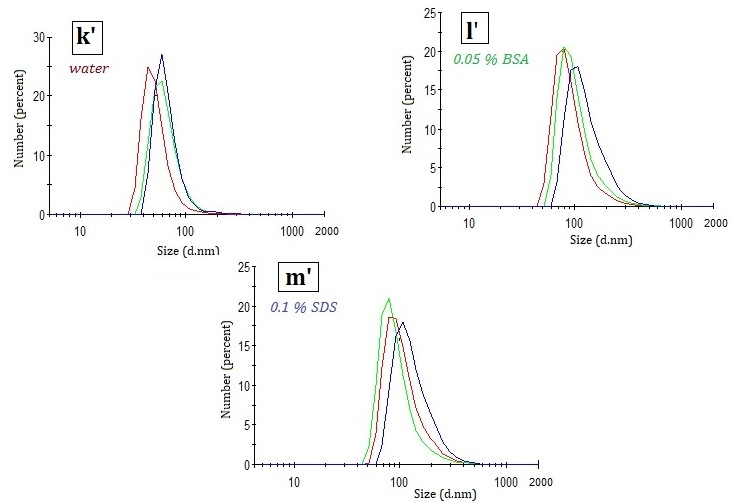 k'
water
Number (percent)
30
20
10
0
10 100 1000 2000
Size (d.nm)
l'
0.05 % BSA
Number (percent)
25
20
15
10
5
0
10 100 1000 2000
Size (d.nm)
m'
0.1 % SDS
Number (percent)
25
20
15
10
5
0
10 100 1000 2000
Size (d.nm)